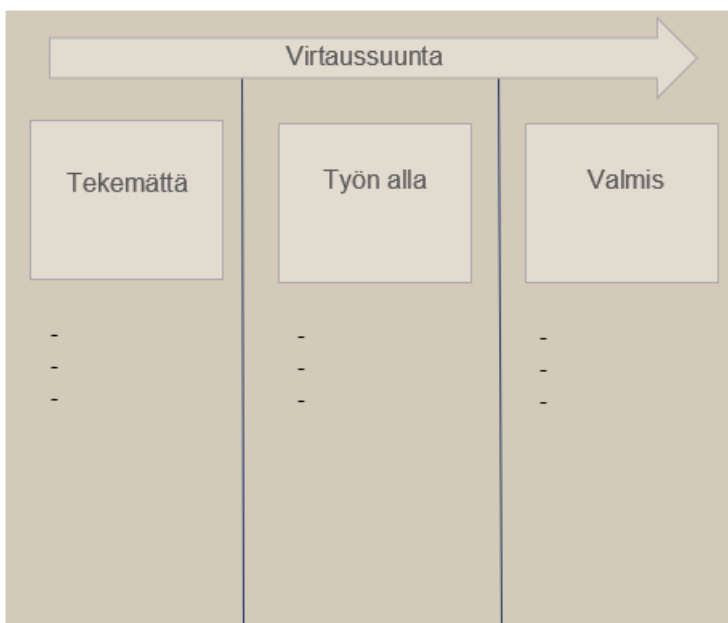 Virtaussuunta
Tekemättä
Työn alla
Valmis
- - -
- - -
- - -